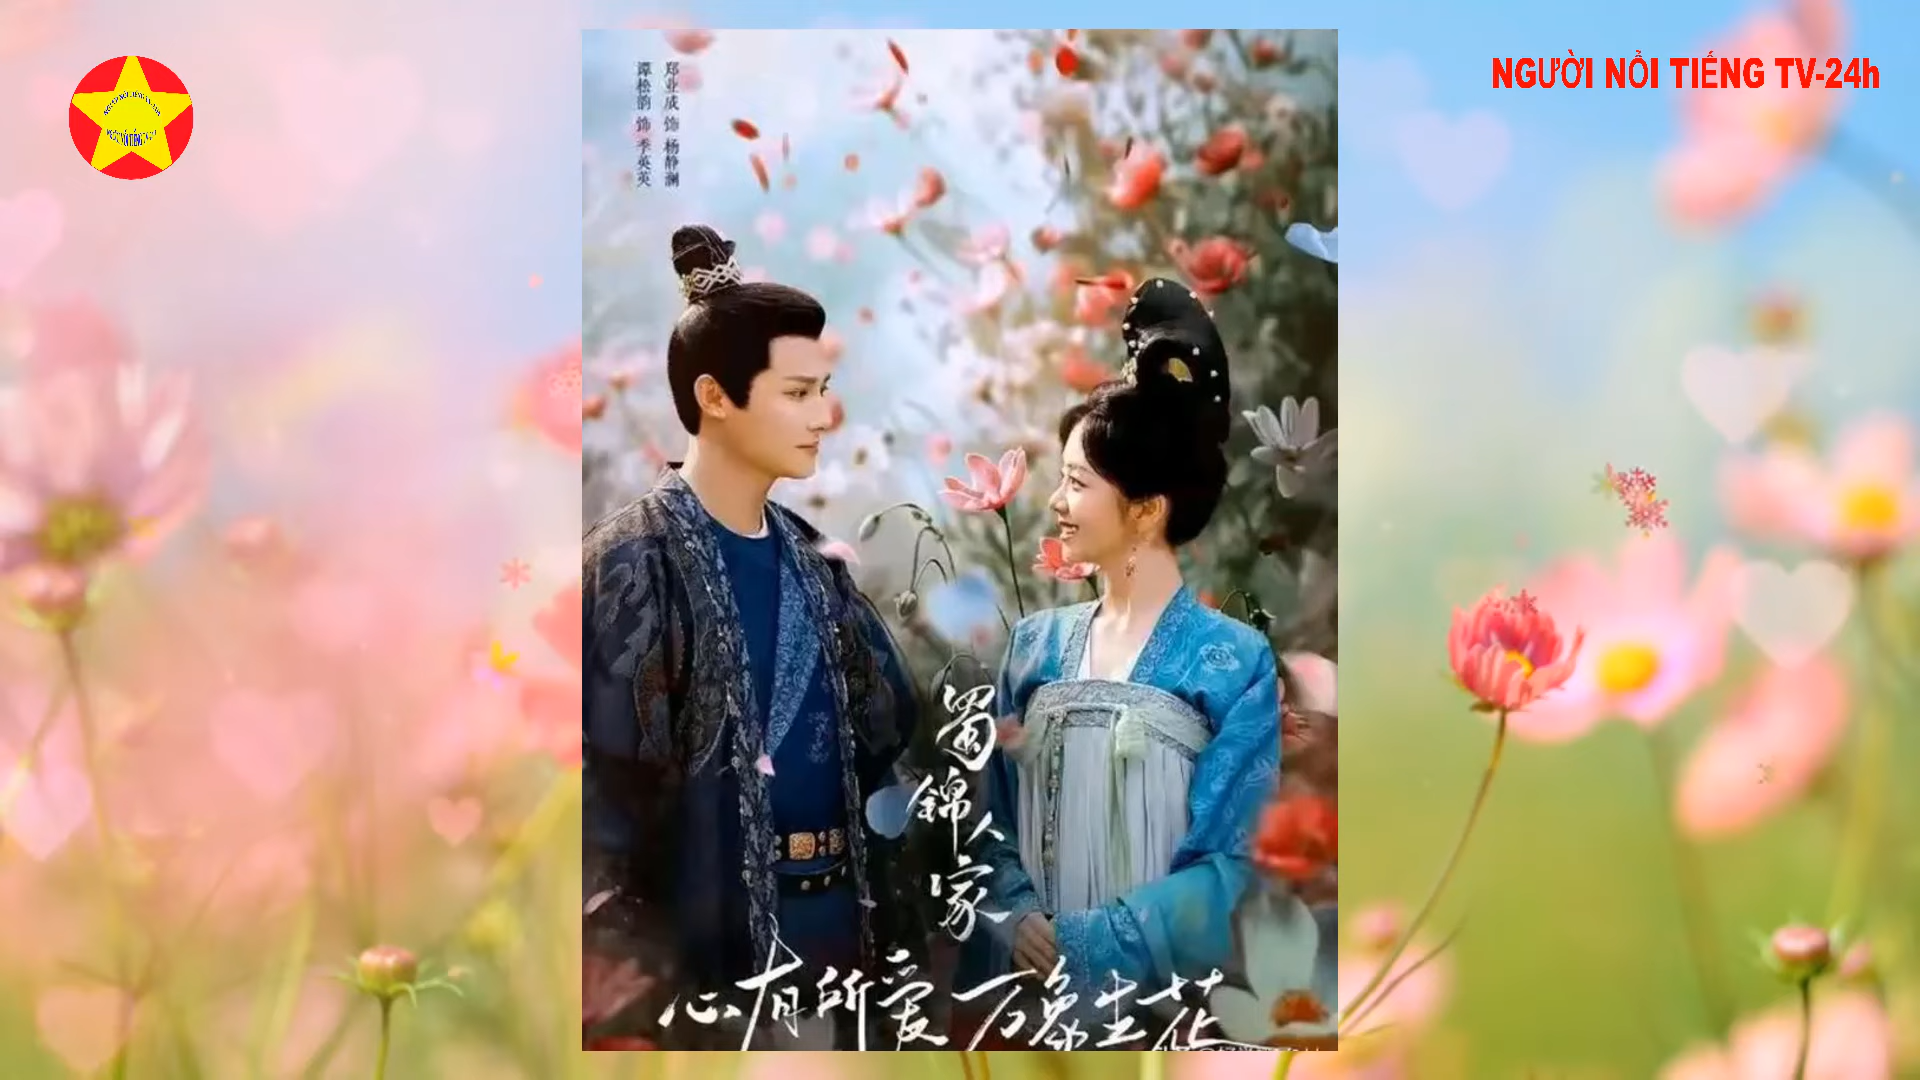 NGƯỜI NỔI TIẾNG TV-24h
郑业成 饰 杨静澜
谭松韵 饰 季英英
蜀锦人家
心有所爱 万象生花